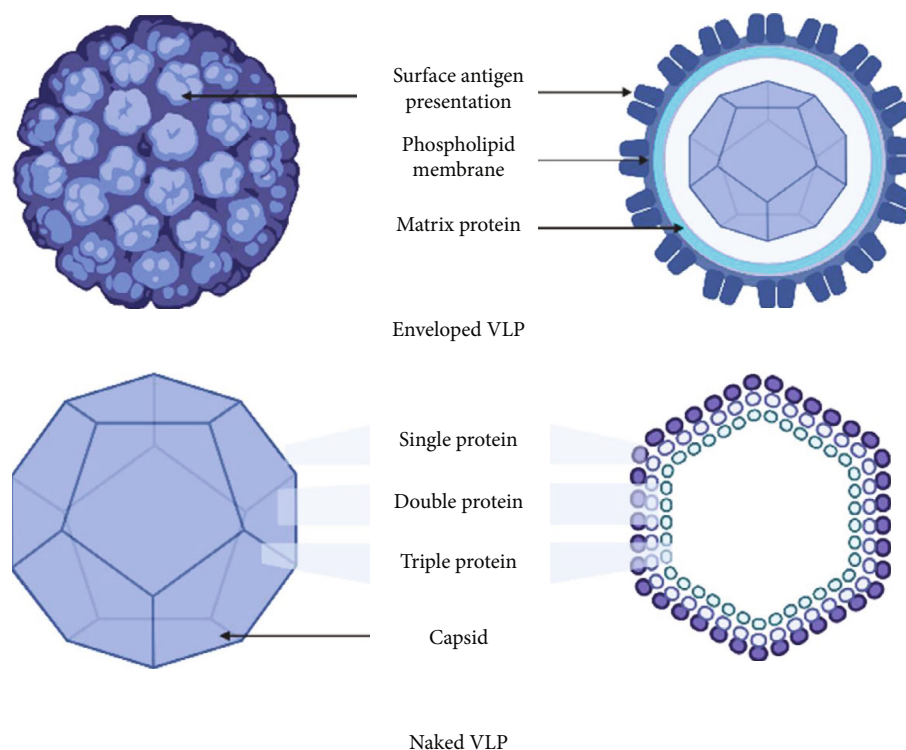 Surface antigen
presentation
Phospholipid
membrane
Matrix protein
Enveloped VLP
Single protein
Double protein
Triple protein
Capsid
Naked VLP